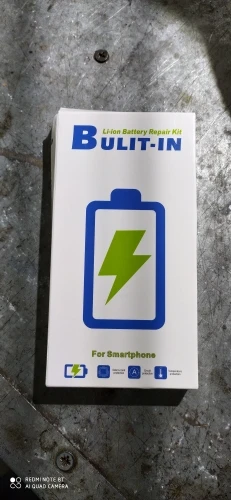 Li-ion Battery Repair Kit
BULIT-IN
For Smartphone
REDMI NOTE 8T
AI QUAD CAMERA